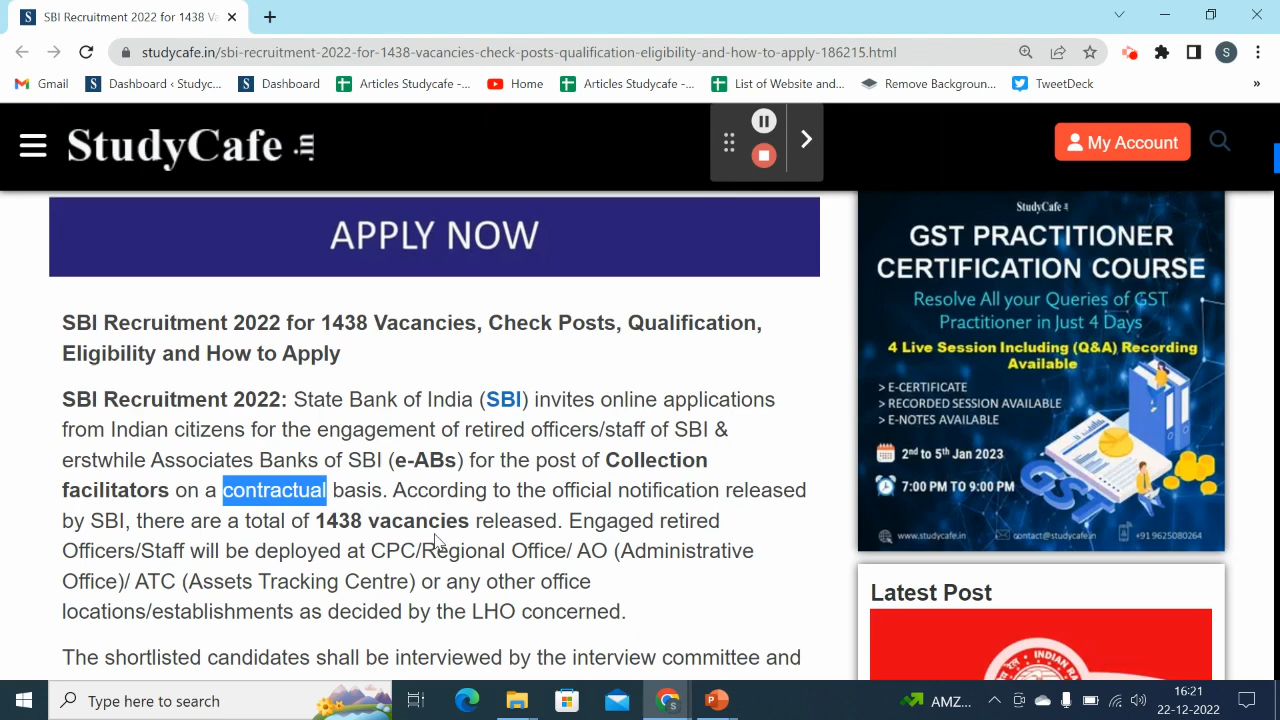 SBI Recruitment 2022 for 1438 Va
studycafe.in/sbi-recruitment-2022-for-1438-vacancies-check-posts-qualification-eligibility-and-how-to-apply-186215.html
S
Gmail
Dashboard ‹ Studyc...
Dashboard
Articles Studycafe -...
Home
Articles Studycafe -...
List of Website and...
Remove Backgroun...
TweetDeck
»
StudyCafe .in
My Account
APPLY NOW
SBI Recruitment 2022 for 1438 Vacancies, Check Posts, Qualification,
Eligibility and How to Apply
SBI Recruitment 2022: State Bank of India (SBI) invites online applications
from Indian citizens for the engagement of retired officers/staff of SBI &
erstwhile Associates Banks of SBI (e-ABs) for the post of Collection
facilitators on a contractual basis. According to the official notification released
by SBI, there are a total of 1438 vacancies released. Engaged retired
Officers/Staff will be deployed at CPC/Regional Office/ AO (Administrative
Office)/ ATC (Assets Tracking Centre) or any other office
locations/establishments as decided by the LHO concerned.
The shortlisted candidates shall be interviewed by the interview committee and
StudyCafe
GST PRACTITIONER
CERTIFICATION COURSE
Resolve All your Queries of GST
Practitioner in Just 4 Days
4 Live Session Including (Q&A) Recording
Available
> E-CERTIFICATE
> RECORDED SESSION AVAILABLE
> E-NOTES AVAILABLE
2nd to 5th Jan 2023
7:00 PM TO 9:00 PM
GST
www.studycafe.in
contact@studycafe.in
+91 9625080264
Latest Post
INDIAN RA
Type here to search
AMZ...
16:21
22-12-2022